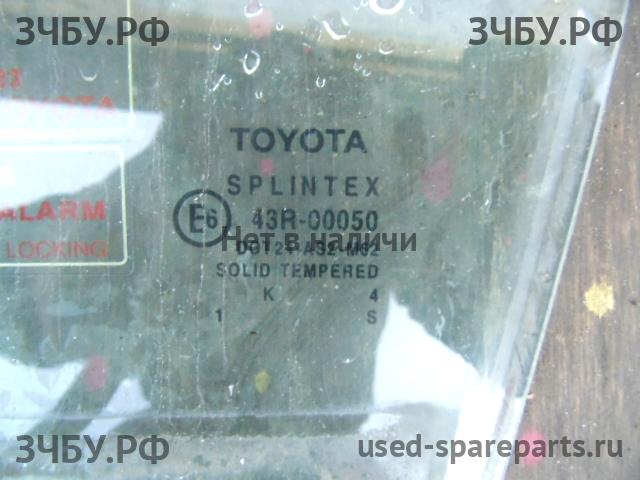 ЗЧБУ.РФ
ЗЧБУ.РФ
TOYOTA
TOYOTA
SPLINTEX
E6 43R-00050
Нет в наличи
SOLID TEMPERED
ALARM
LOCKING
K 4
1 S
ЗЧБУ.РФ
used-spareparts.ru